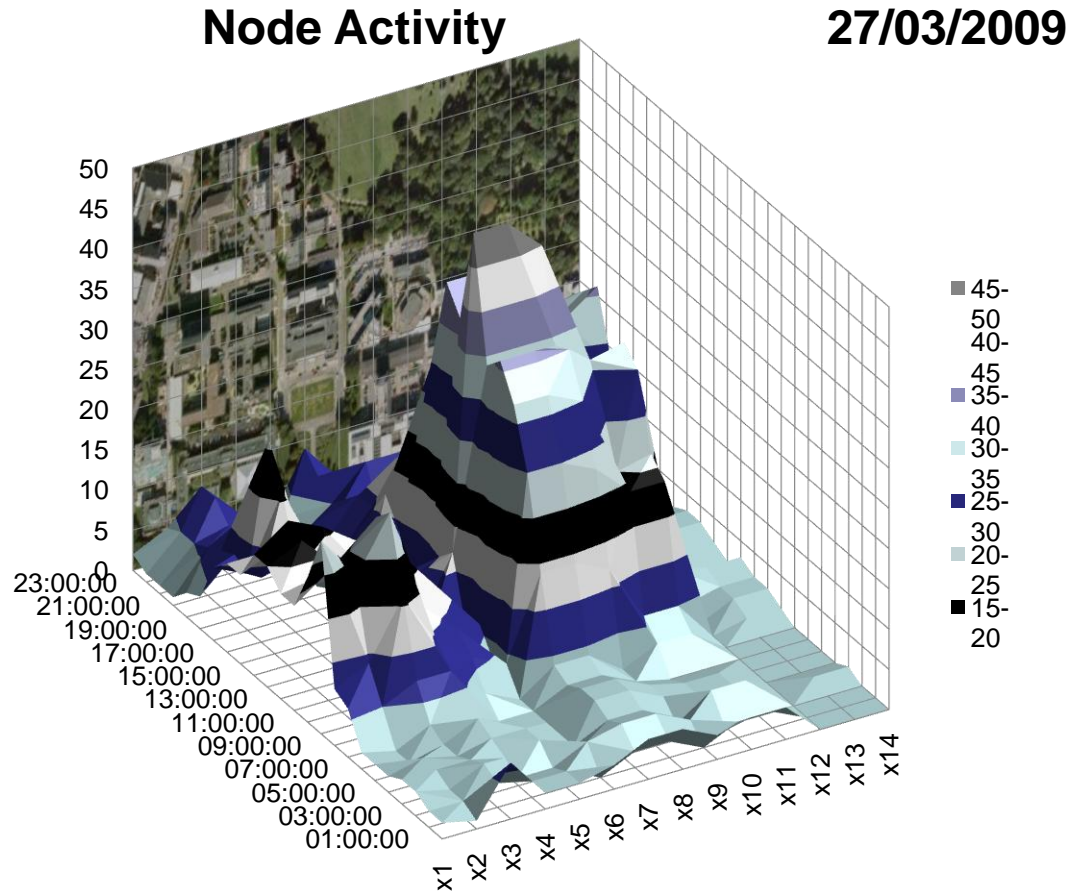 Node Activity
27/03/2009
50
45
40
35
30
25
20
15
10
5
0
23:00:00
21:00:00
19:00:00
17:00:00
15:00:00
13:00:00
11:00:00
09:00:00
07:00:00
05:00:00
03:00:00
01:00:00
x1
x2
x3
x4
x5
x6
x7
x8
x9
x10
x11
x12
x13
x14
45-
50
40-
45
35-
40
30-
35
25-
30
20-
25
15-
20